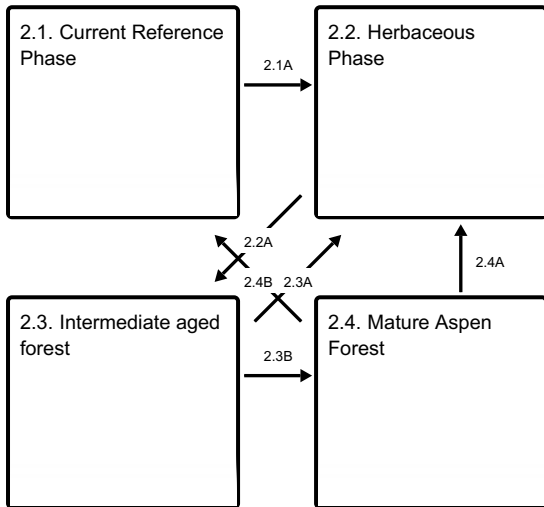 2.1. Current Reference
Phase
2.1A
2.2. Herbaceous
Phase
2.2A
2.4B
2.3A
2.4A
2.3. Intermediate aged
forest
2.3B
2.4. Mature Aspen
Forest